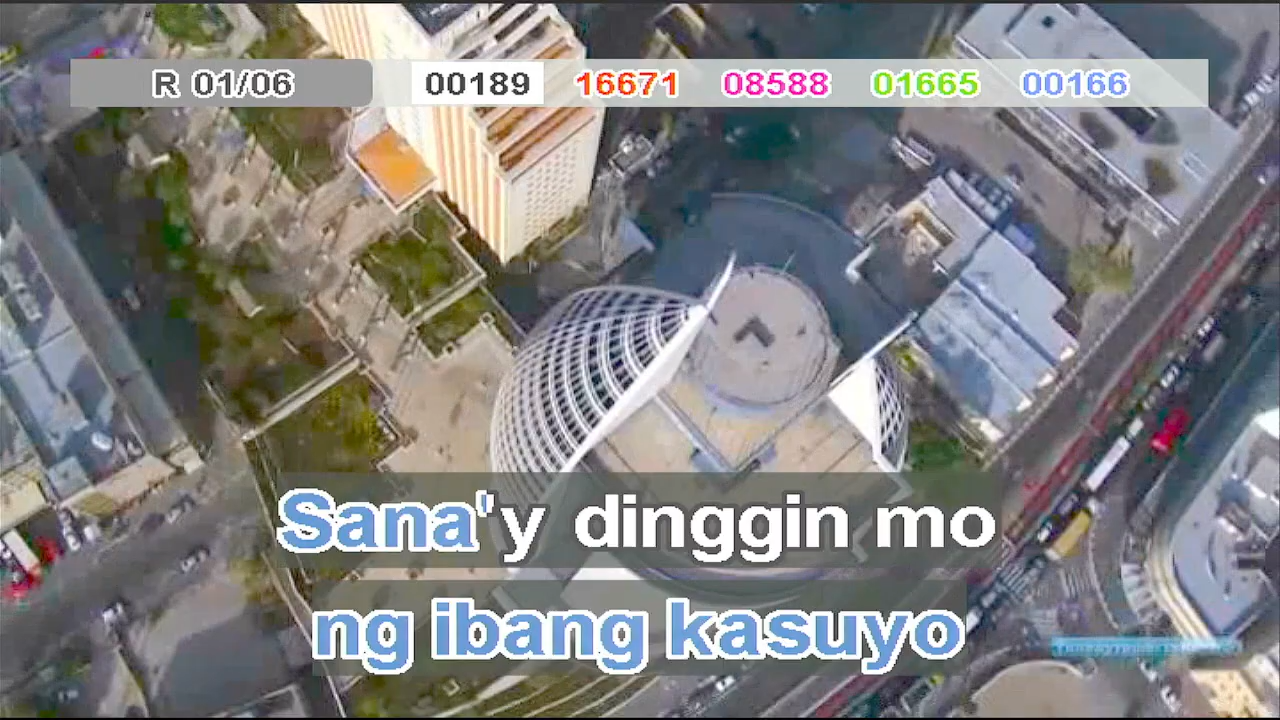 R 01/06 00189 16671 08588 01665 00166
Sana'y dinggin mo
ng ibang kasuyo